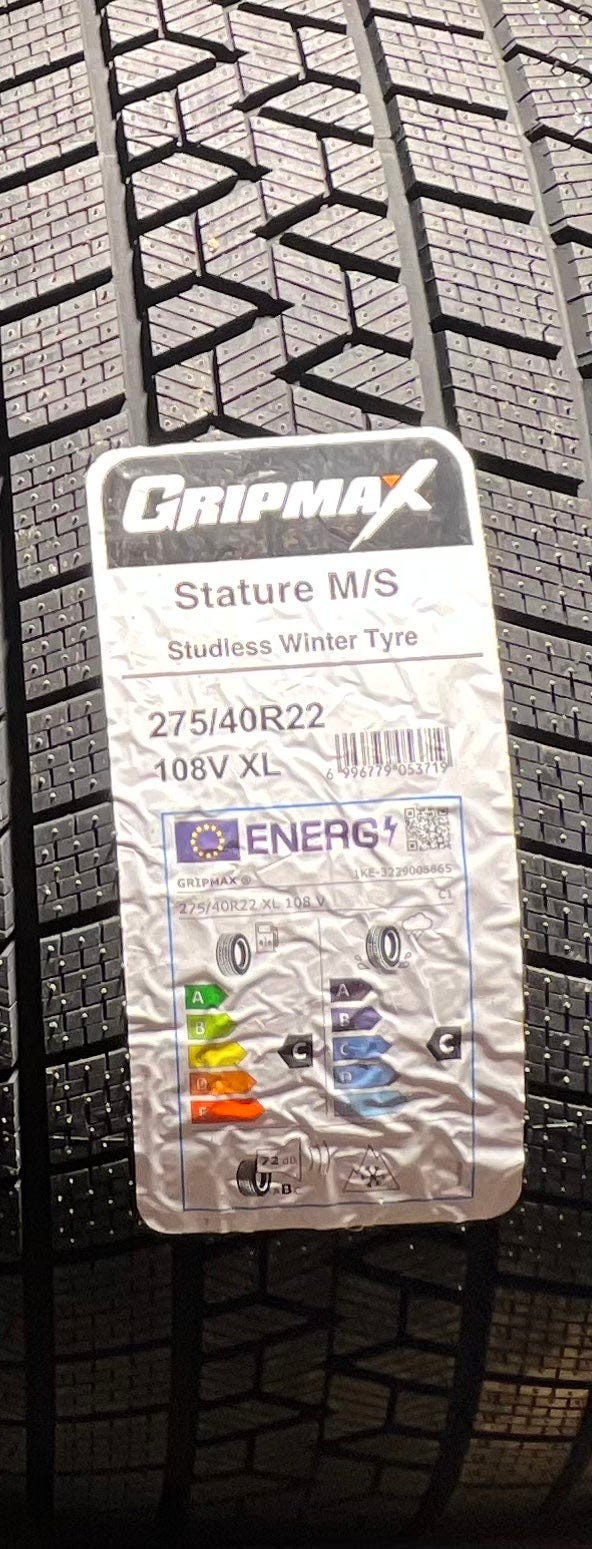 GRIPMAX
Stature M/S
Studless Winter Tyre
275/40R22
108V XL
6 996779 053719
ENERG
GRIPMAX ®
1KE-3229005865
275/40R22 XL 108 V
C1
A
B
C
D
E
A
B
C
D
C
C
72 dB
ABC